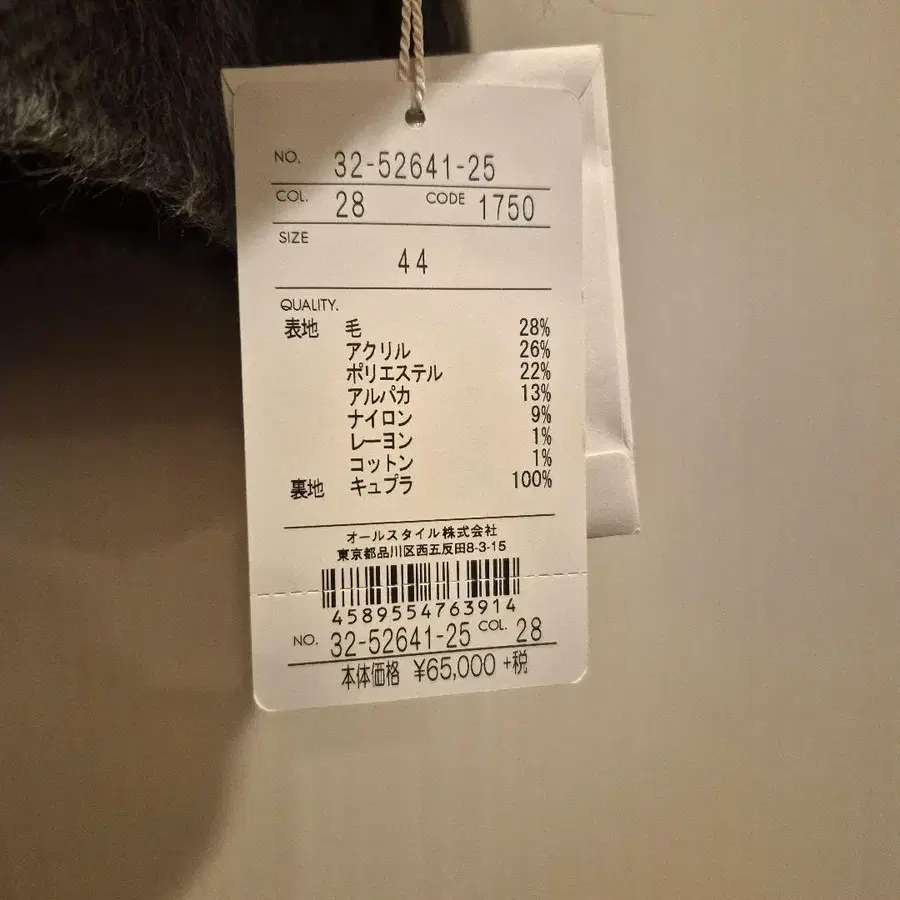 NO. 32-52641-25
COL. 28 CODE 1750
SIZE
44
QUALITY.
表地 毛 28%
アクリル 26%
ポリエステル 22%
アルパカ 13%
ナイロン 9%
レーヨン 1%
コットン 1%
裏地 キュプラ 100%
オールスタイル株式会社
東京都品川区西五反田8-3-15
4589554763914
NO. 32-52641-25 COL. 28
本体価格 ¥65,000 +税